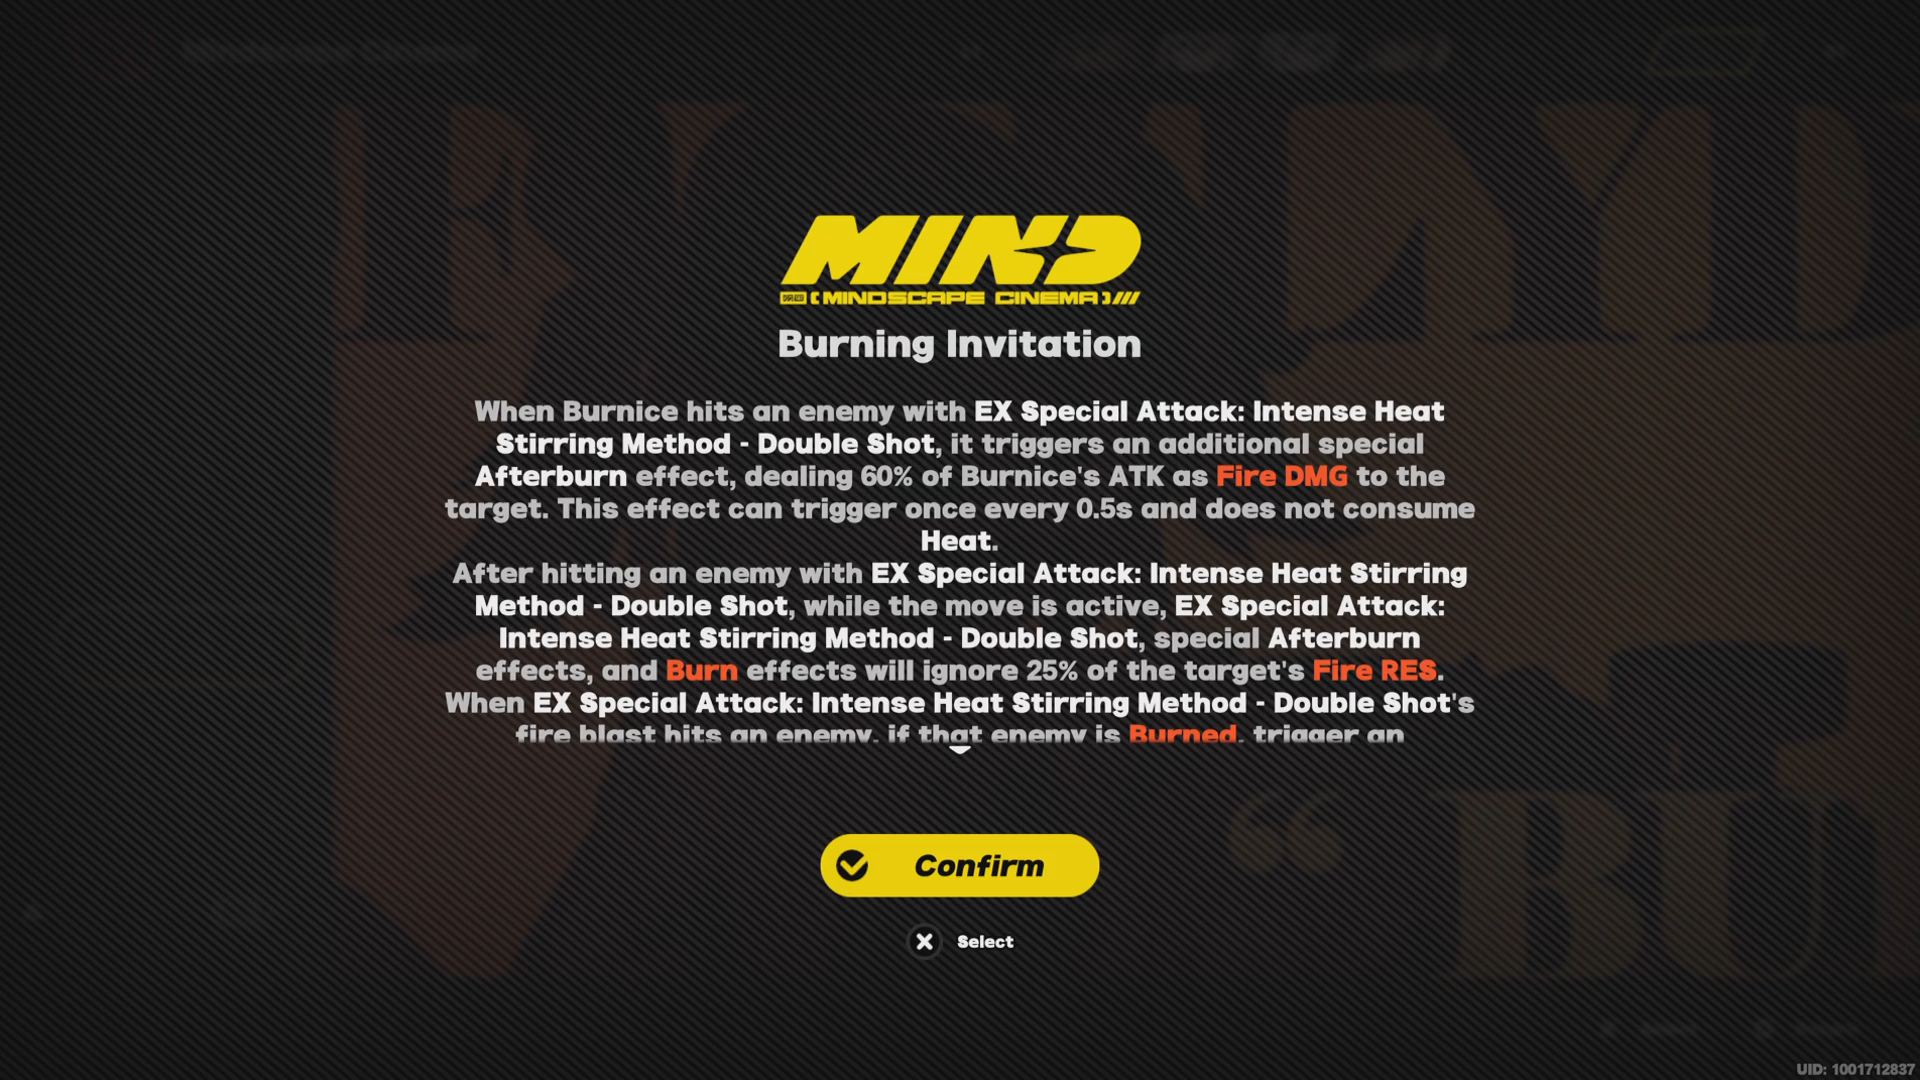 MIND
[MINDSCAPE CINEMA]///
Burning Invitation
When Burnice hits an enemy with EX Special Attack: Intense Heat
Stirring Method - Double Shot, it triggers an additional special
Afterburn effect, dealing 60% of Burnice's ATK as Fire DMG to the
target. This effect can trigger once every 0.5s and does not consume
Heat.
After hitting an enemy with EX Special Attack: Intense Heat Stirring
Method - Double Shot, while the move is active, EX Special Attack:
Intense Heat Stirring Method - Double Shot, special Afterburn
effects, and Burn effects will ignore 25% of the target's Fire RES.
When EX Special Attack: Intense Heat Stirring Method - Double Shot's
fire blast hits an enemy, if that enemy is Burned, trigger an
Confirm
Select
UID: 1001712837